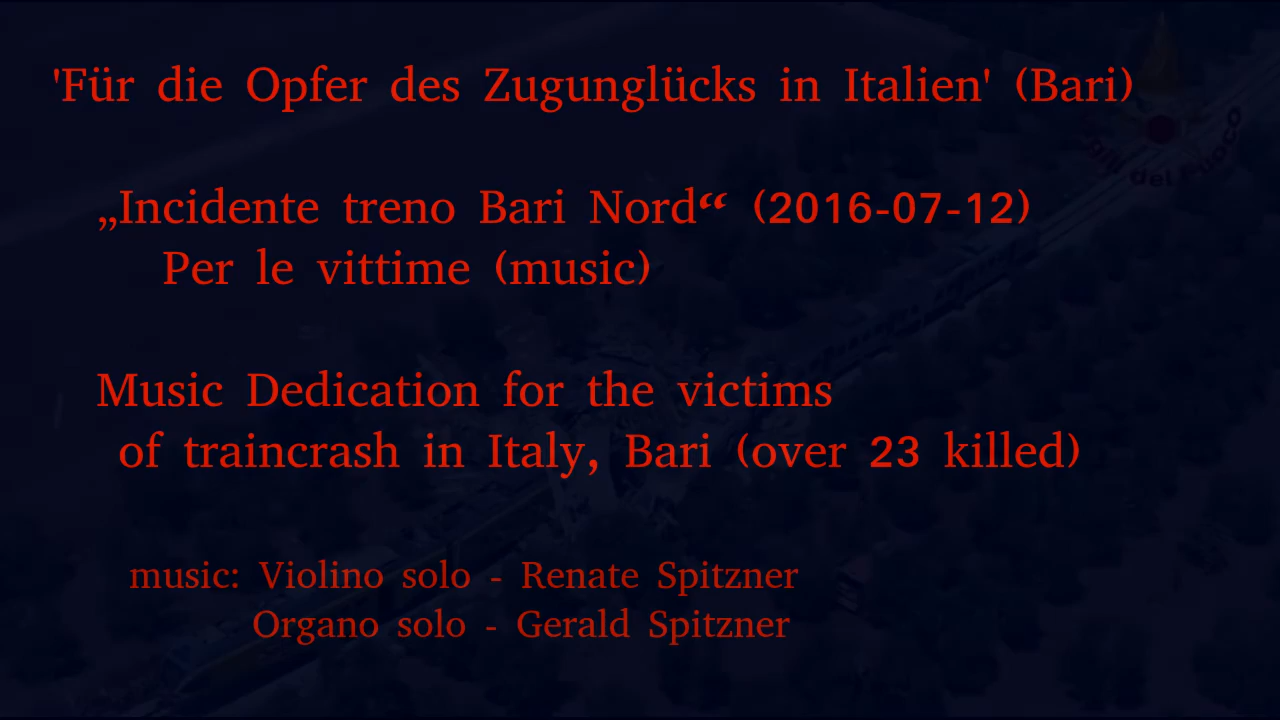 'Für die Opfer des Zugunglücks in Italien' (Bari)
„Incidente treno Bari Nord“ (2016-07-12)
Per le vittime (music)
Music Dedication for the victims
of traincrash in Italy, Bari (over 23 killed)
music: Violino solo - Renate Spitzner
Organo solo - Gerald Spitzner
del Fuoco